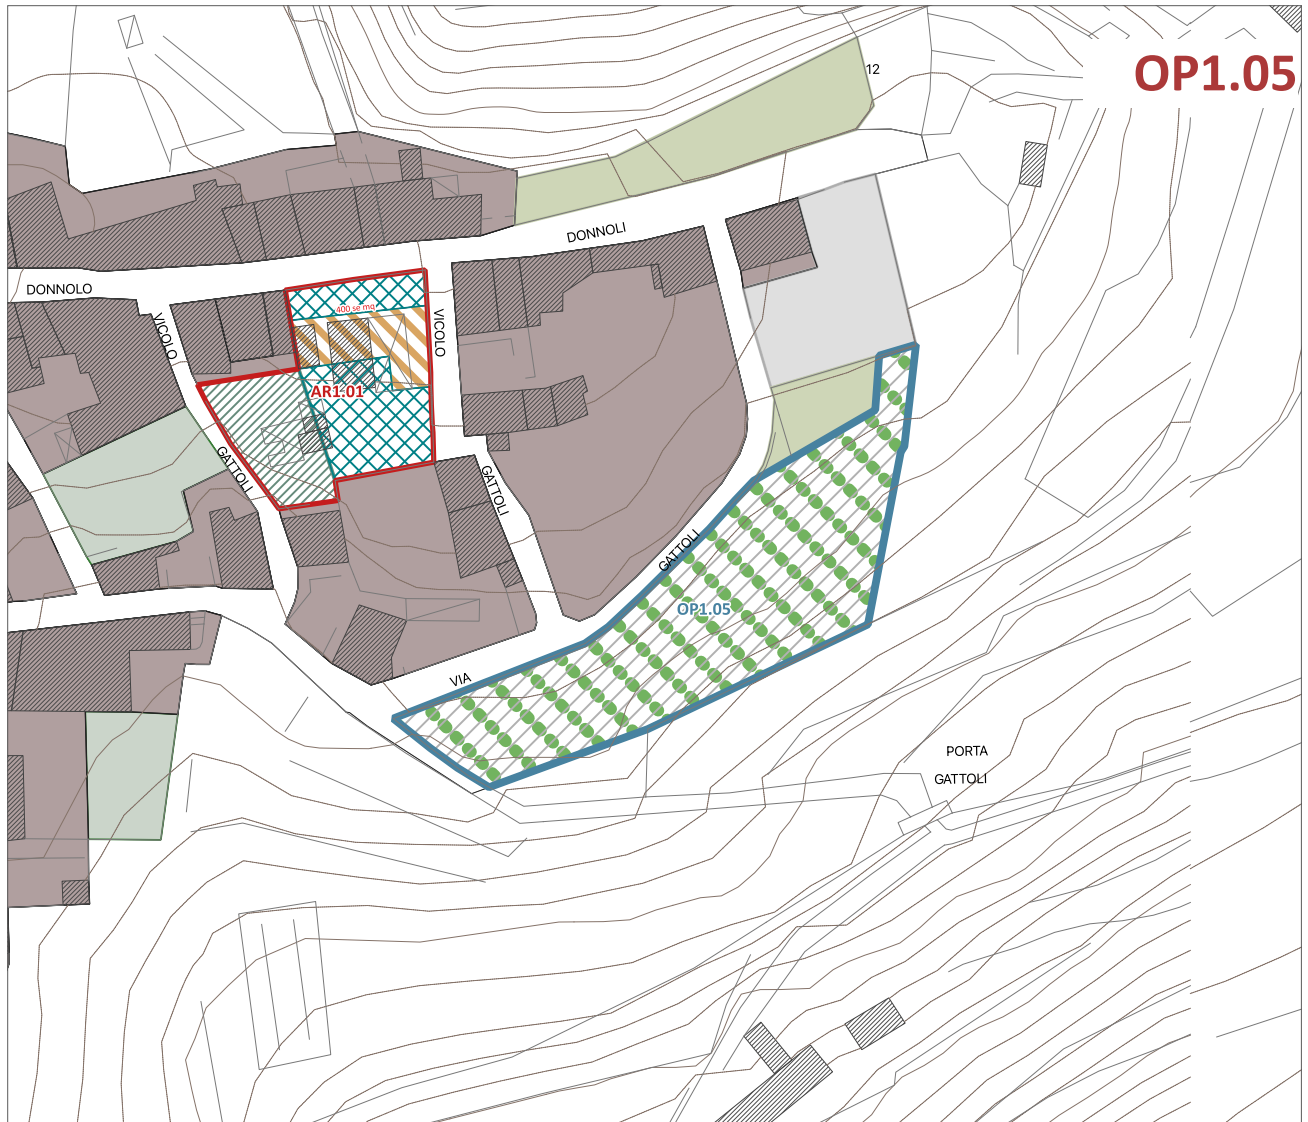 12
OP1.05
DONNOLI
DONNOLO
400 se mq
VICOLO
VICOLO
AR1.01
GATTOLI
GATTOLI
GATTOLI
OP1.05
VIA
PORTA
GATTOLI